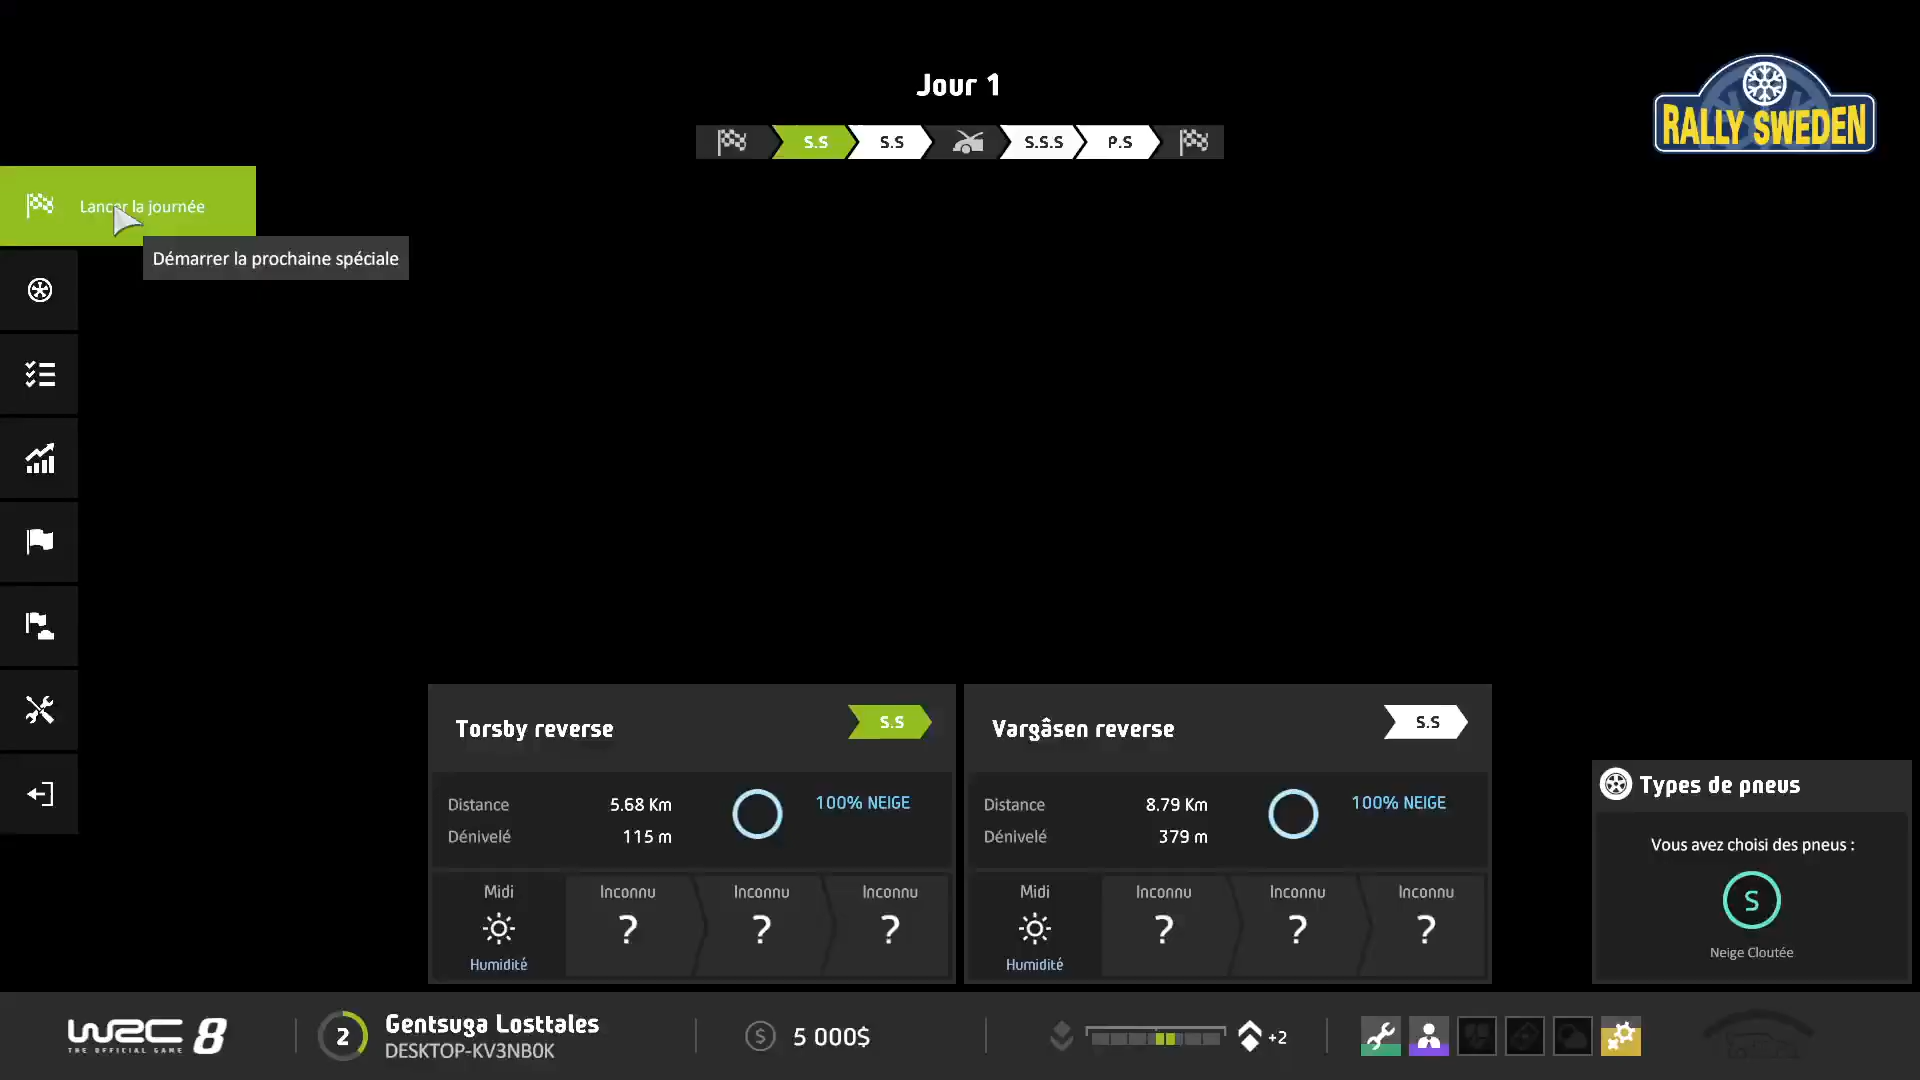 Jour 1
S.S
S.S
S.S.S
P.S
RALLY SWEDEN
Lancer la journée
Démarrer la prochaine spéciale
Torsby reverse
S.S
Distance
5.68 Km
100% NEIGE
Dénivelé
115 m
Midi
Inconnu
Inconnu
Inconnu
?
?
?
Humidité
Vargâsen reverse
S.S
Distance
8.79 Km
100% NEIGE
Dénivelé
379 m
Midi
Inconnu
Inconnu
Inconnu
?
?
?
Humidité
Types de pneus
Vous avez choisi des pneus :
S
Neige Cloutée
WRC 8
THE OFFICIAL GAME
2
Gentsuga Losttales
DESKTOP-KV3NB0K
$
5 000$
+2